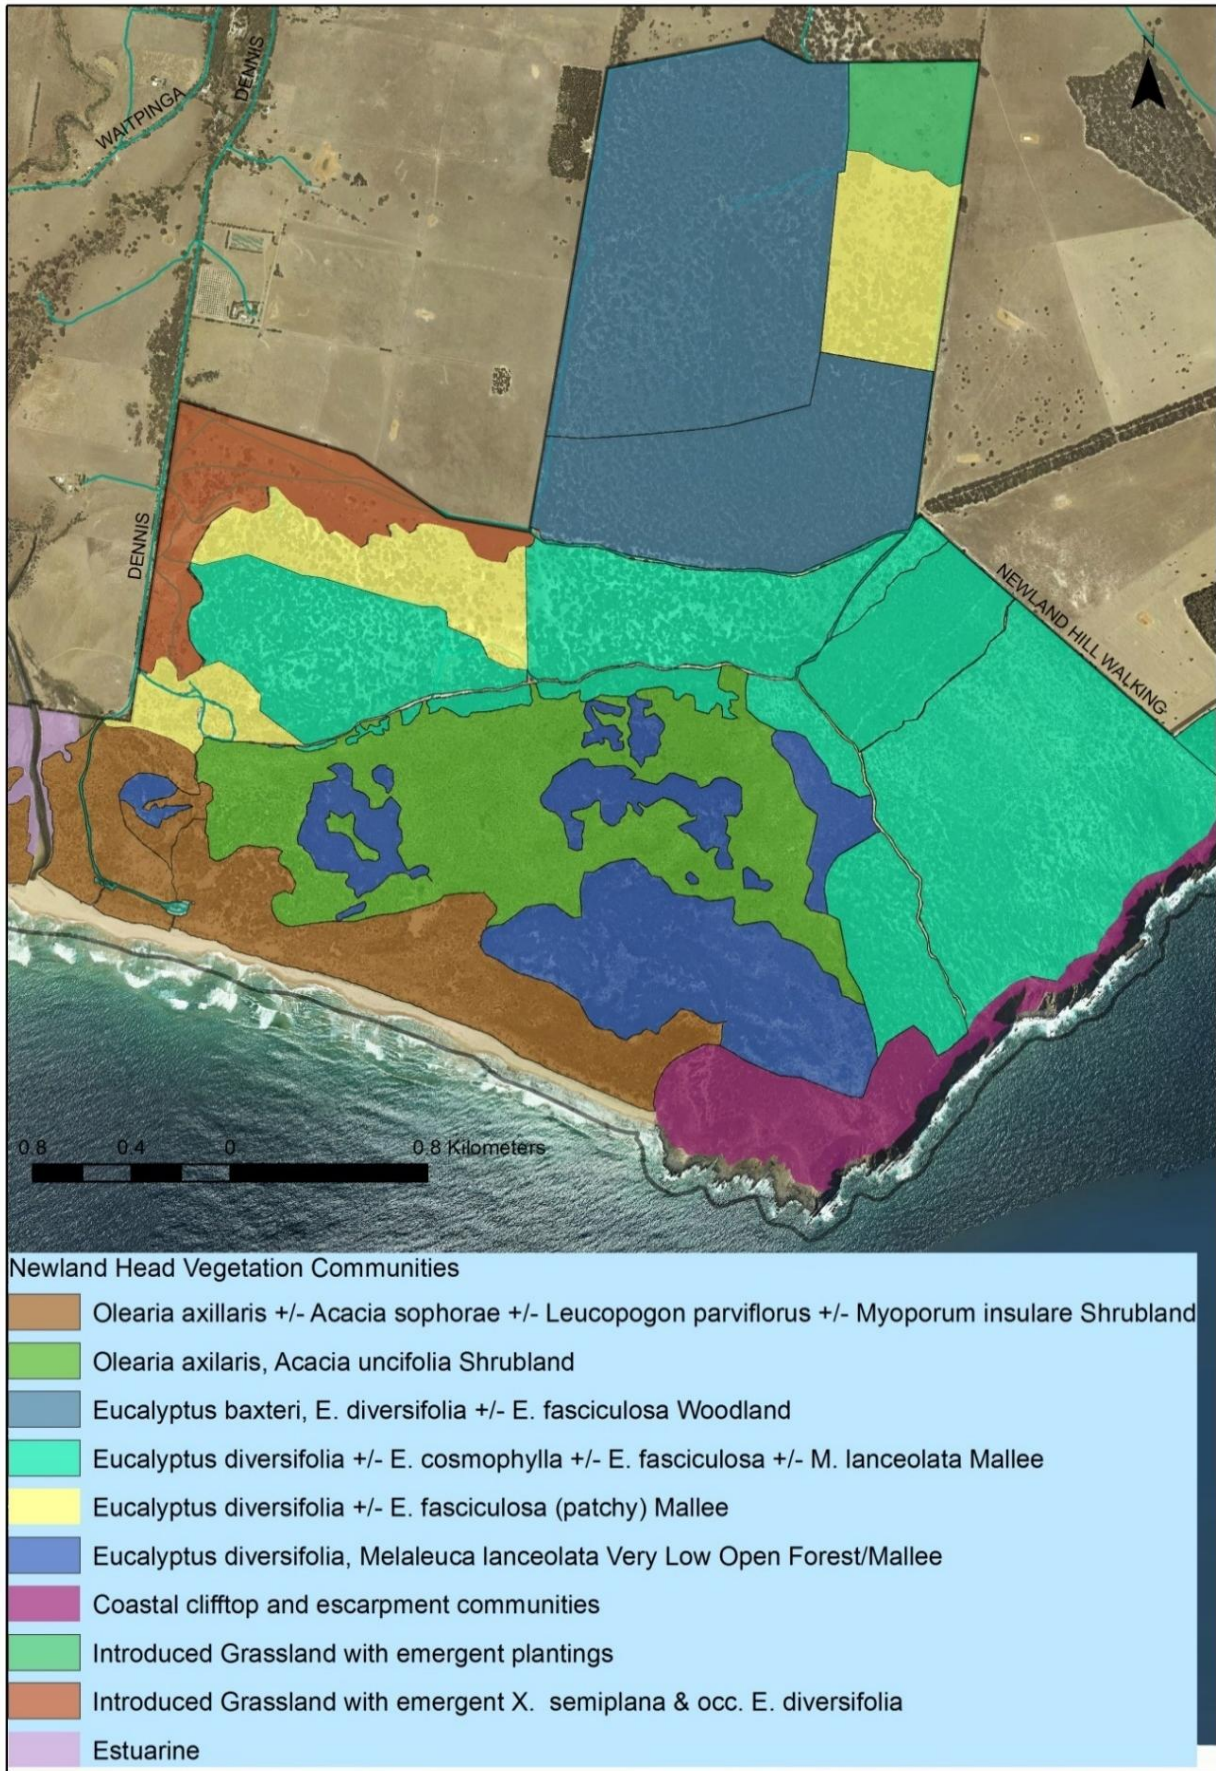 N
DENNIS
WAITPINGA
DENNIS
NEWLAND HILL WALKING
0.8 0.4 0 0.8 Kilometers
Newland Head Vegetation Communities
Olearia axillaris +/- Acacia sophorae +/- Leucopogon parviflorus +/- Myoporum insulare Shrubland
Olearia axilaris, Acacia uncifolia Shrubland
Eucalyptus baxteri, E. diversifolia +/- E. fasciculosa Woodland
Eucalyptus diversifolia +/- E. cosmophylla +/- E. fasciculosa +/- M. lanceolata Mallee
Eucalyptus diversifolia +/- E. fasciculosa (patchy) Mallee
Eucalyptus diversifolia, Melaleuca lanceolata Very Low Open Forest/Mallee
Coastal clifftop and escarpment communities
Introduced Grassland with emergent plantings
Introduced Grassland with emergent X. semiplana & occ. E. diversifolia
Estuarine